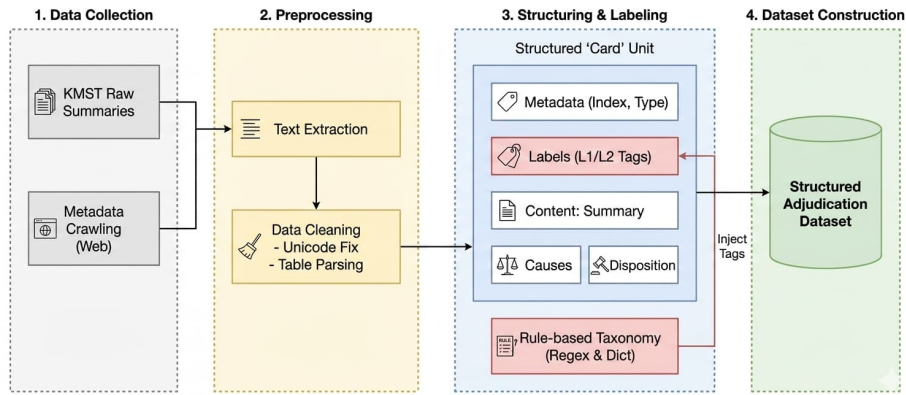 1. Data Collection
KMST Raw
Summaries
Metadata
Crawling
(Web)
2. Preprocessing
Text Extraction
Data Cleaning
- Unicode Fix
- Table Parsing
3. Structuring & Labeling
Structured 'Card' Unit
Metadata (Index, Type)
Labels (L1/L2 Tags)
Content: Summary
Causes
Disposition
RULE
Rule-based Taxonomy
(Regex & Dict)
Inject
Tags
4. Dataset Construction
Structured
Adjudication
Dataset